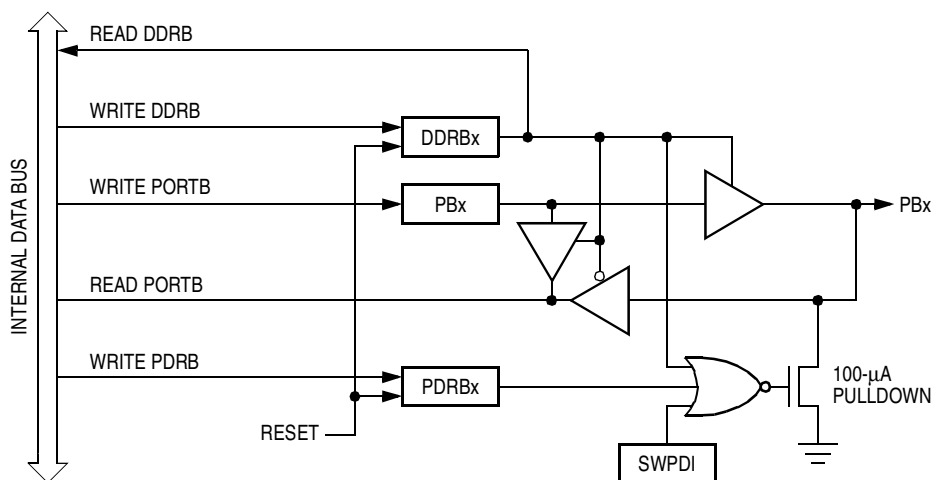 READ DDRB
WRITE DDRB
DDRBx
WRITE PORTB
PBx
PBx
INTERNAL DATA BUS
READ PORTB
WRITE PDRB
PDRBx
100-µA
PULLDOWN
RESET
SWPDI